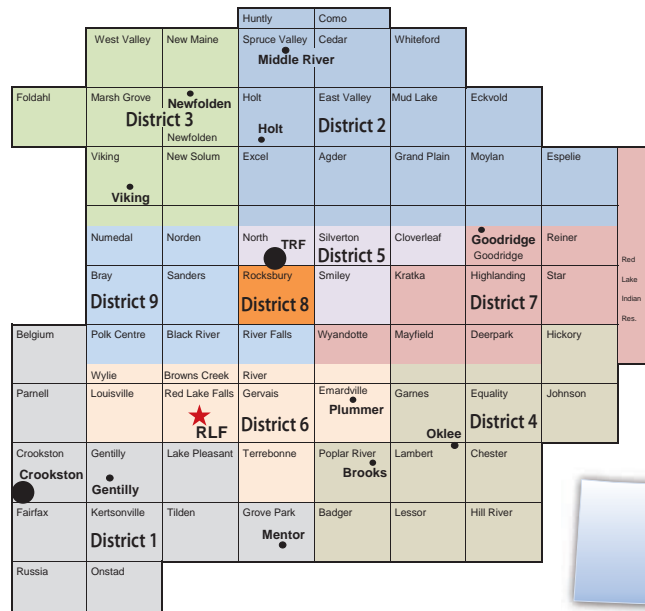 Huntly Como
West Valley New Maine Spruce Valley Cedar Whiteford
Middle River
Foldahl Marsh Grove Newfolden Holt East Valley Mud Lake Eckvold
District 3 District 2
Holt
Newfolden
Viking New Solum Excel Agder Grand Plain Moylan Espelie
Viking
Numedal Norden North Silverton Cloverleaf Goodridge Reiner
TRF
District 5 Goodridge
Red
Lake
Indian
Res.
Bray Sanders Rocksbury Smiley Kratka Highlanding Star
District 9 District 8 District 7
Belgium Polk Centre Black River River Falls Wyandotte Mayfield Deerpark Hickory
Wylie Browns Creek River
Parnell Louisville Red Lake Falls Gervais Emardville Garnes Equality Johnson
Plummer
RLF District 6 District 4
Oklee
Crookston Gentilly Lake Pleasant Terrebonne Poplar River Lambert Chester
Crookston Brooks
Gentilly
Fairfax Kertsonville Tilden Grove Park Badger Lessor Hill River
District 1 Mentor
Russia Onstad